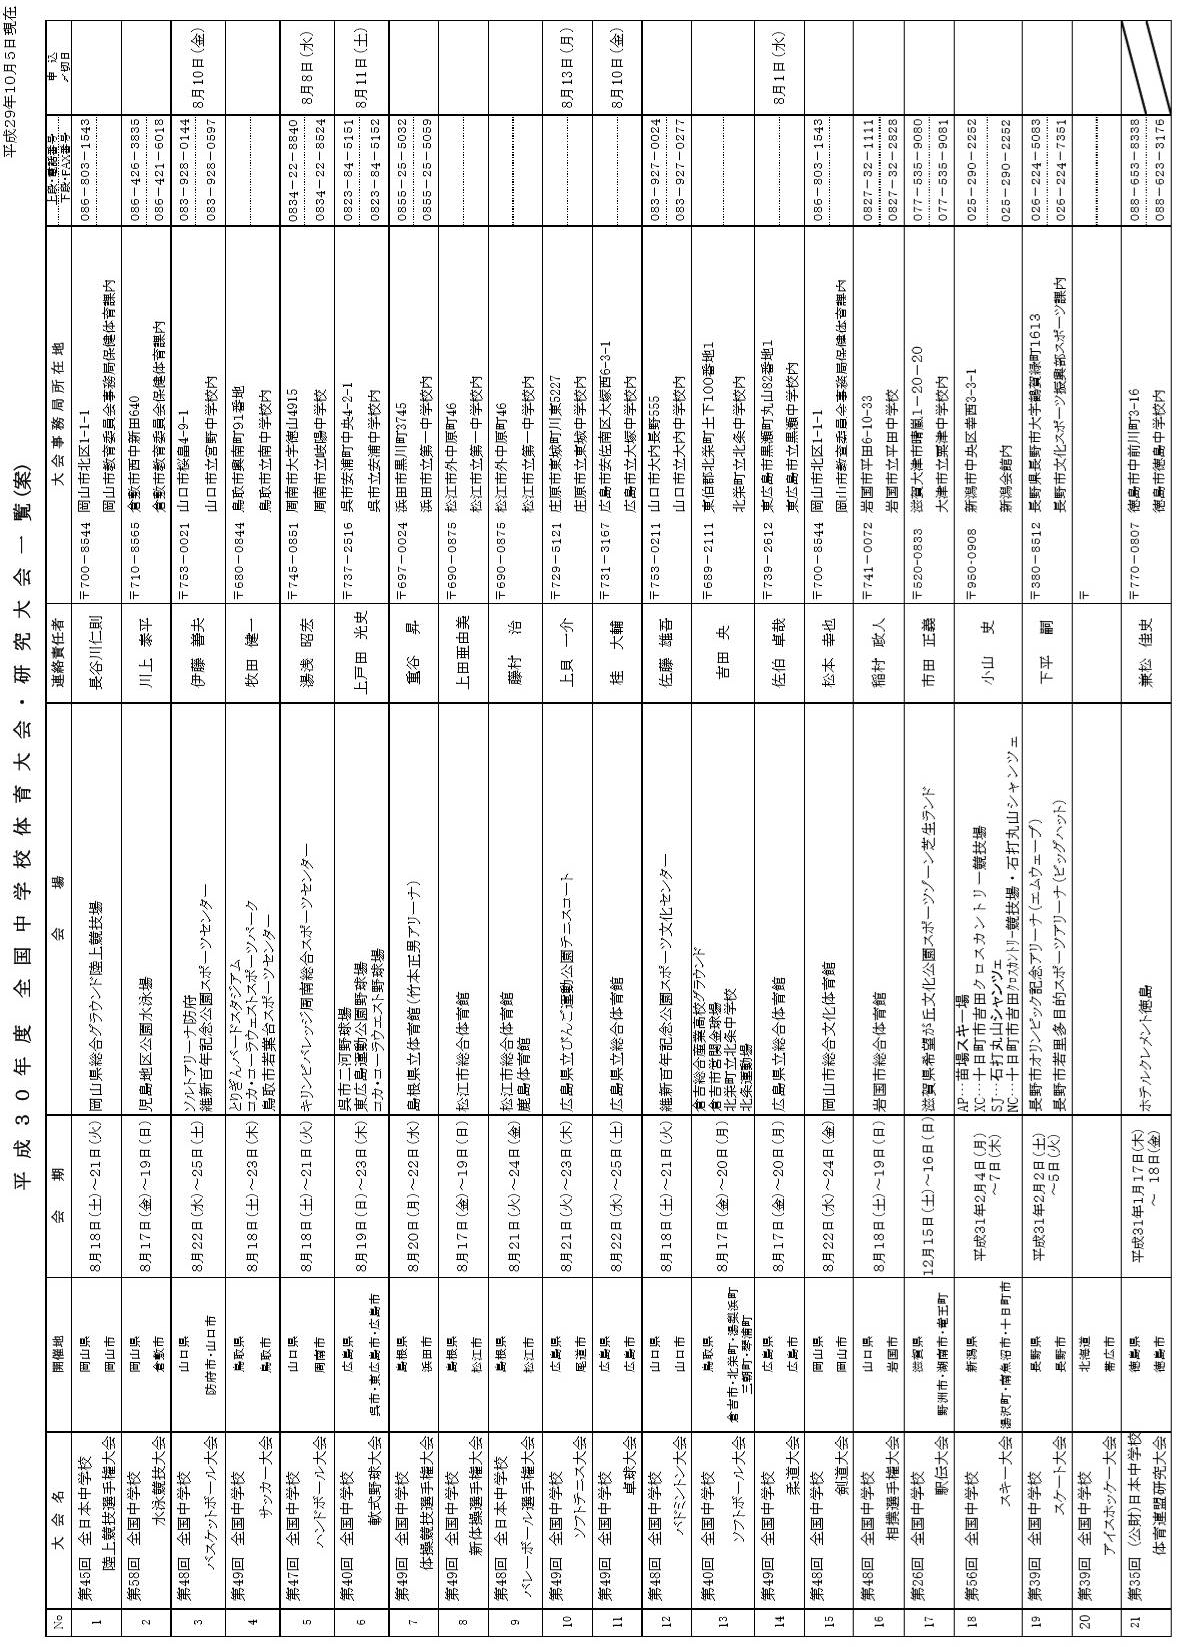 平成29年10月5日現在
平成30年度 全国中学校体育大会・研究大会一覧(案)
No 大会名 開催地 会期 会場 連絡責任者 大会事務局所在地 上段・電話番号 下段・FAX番号 申込〆切日
1 第45回 全日本中学校 岡山県 8月18日(土)~21日(火) 岡山県総合グラウンド陸上競技場 長谷川仁則 〒700-8544 岡山市北区1-1-1 086-803-1543
陸上競技選手権大会 岡山市 岡山市教育委員会事務局保健体育課内
2 第58回 全国中学校 岡山県 8月17日(金)~19日(日) 児島地区公園水泳場 川上 泰平 〒710-8565 倉敷市西中新田640 086-426-3835
水泳競技大会 倉敷市 倉敷市教育委員会保健体育課内 086-421-6018
3 第48回 全国中学校 山口県 8月22日(水)~25日(土) ソルトアリーナ防府 伊藤 善夫 〒753-0021 山口市桜畠4-9-1 083-928-0144 8月10日(金)
バスケットボール大会 防府市・山口市 維新百年記念公園スポーツセンター 山口市立宮野中学校内 083-928-0597
4 第49回 全国中学校 鳥取県 8月18日(土)~23日(木) とりぎんバードスタジアム 牧田 健一 〒680-0844 鳥取市興南町91番地
コカ・コーラウェストスポーツパーク
サッカー大会 鳥取市 鳥取市若葉台スポーツセンター 鳥取市立南中学校内
5 第47回 全国中学校 山口県 8月18日(土)~21日(火) キリンビバレッジ周南総合スポーツセンター 湯浅 昭宏 〒745-0851 周南市大字徳山4915 0834-22-8840 8月8日(水)
ハンドボール大会 周南市 周南市立岐陽中学校 0834-22-8524
6 第40回 全国中学校 広島県 8月19日(日)~23日(木) 呉市二河野球場 上戸田 光史 〒737-2516 呉市安浦町中央4-2-1 0823-84-5151 8月11日(土)
東広島運動公園野球場
軟式野球大会 呉市・東広島市・広島市 コカ・コーラウエスト野球場 呉市立安浦中学校内 0823-84-5152
7 第49回 全国中学校 島根県 8月20日(月)~22日(水) 島根県立体育館(竹本正男アリーナ) 重谷 昇 〒697-0024 浜田市黒川町3745 0855-25-5032
体操競技選手権大会 浜田市 浜田市立第一中学校内 0855-25-5059
8 第49回 全国中学校 島根県 8月17日(金)~19日(日) 松江市総合体育館 上田亜由美 〒690-0875 松江市外中原町46
新体操選手権大会 松江市 松江市立第一中学校内
9 第48回 全日本中学校 島根県 8月21日(火)~24日(金) 松江市総合体育館 藤村 治 〒690-0875 松江市外中原町46
バレーボール選手権大会 松江市 鹿島体育館 松江市立第一中学校内
10 第49回 全国中学校 広島県 8月21日(火)~23日(木) 広島県立びんご運動公園テニスコート 上貝 一介 〒729-5121 庄原市東城町川東5227 8月13日(月)
ソフトテニス大会 尾道市 庄原市立東城中学校内
11 第49回 全国中学校 広島県 8月22日(水)~25日(土) 広島県立総合体育館 桂 大輔 〒731-3167 広島市安佐南区大塚西6-3-1 8月10日(金)
卓球大会 広島市 広島市立大塚中学校内
12 第48回 全国中学校 山口県 8月18日(土)~21日(火) 維新百年記念公園スポーツ文化センター 佐藤 雄吾 〒753-0211 山口市大内長野555 083-927-0024
バドミントン大会 山口市 山口市立大内中学校内 083-927-0277
13 第40回 全国中学校 鳥取県 8月17日(金)~20日(月) 倉吉総合産業高校グラウンド 吉田 央 〒689-2111 東伯郡北栄町土下100番地1
倉吉市・北栄町・湯梨浜町 倉吉市営関金球場
ソフトボール大会 三朝町・琴浦町 北栄町立北条中学校 北栄町立北条中学校内
北条運動場
14 第49回 全国中学校 広島県 8月17日(金)~20日(月) 広島県立総合体育館 佐伯 卓哉 〒739-2612 東広島市黒瀬町丸山82番地1 8月1日(水)
柔道大会 広島市 東広島市立黒瀬中学校内
15 第48回 全国中学校 岡山県 8月22日(水)~24日(金) 岡山市総合文化体育館 松本 幸也 〒700-8544 岡山市北区1-1-1 086-803-1543
剣道大会 岡山市 岡山市教育委員会事務局保健体育課内
16 第48回 全国中学校 山口県 8月18日(土)~19日(日) 岩国市総合体育館 稲村 政人 〒741-0072 岩国市平田6-10-33 0827-32-1111
相撲選手権大会 岩国市 岩国市立平田中学校 0827-32-2828
17 第26回 全国中学校 滋賀県 12月15日(土)~16日(日) 滋賀県希望が丘文化公園スポーツゾーン芝生ランド 市田 正義 〒520-0833 滋賀大津市晴嵐1-20-20 077-535-9080
駅伝大会 野洲市・湖南市・竜王町 大津市立粟津中学校内 077-535-9081
18 第56回 全国中学校 新潟県 平成31年2月4日(月) AP…苗場スキー場 小山 史 〒950-0908 新潟市中央区幸西3-3-1 025-290-2252
~7日(木) XC…十日町市吉田クロスカントリー競技場
SJ…石打丸山シャンツェ
スキー大会 湯沢町・南魚沼市・十日町市 NC…十日町市吉田クロスカントリー競技場・石打丸山シャンツェ 新潟会館内 025-290-2252
19 第39回 全国中学校 長野県 平成31年2月2日(土) 長野市オリンピック記念アリーナ(エムウェーブ) 下平 嗣 〒380-8512 長野県長野市大字鶴賀緑町1613 026-224-5083
スケート大会 長野市 ~5日(火) 長野市若里多目的スポーツアリーナ(ビッグハット) 長野市文化スポーツ振興部スポーツ課内 026-224-7351
20 第39回 全国中学校 北海道 〒
アイスホッケー大会 帯広市
21 第35回 (公財)日本中学校 徳島県 平成31年1月17日(木) ホテルクレメント徳島 兼松 佳史 〒770-0807 徳島市中前川町3-16 088-653-8338
体育連盟研究大会 徳島市 ~ 18日(金) 徳島市徳島中学校内 088-623-3176